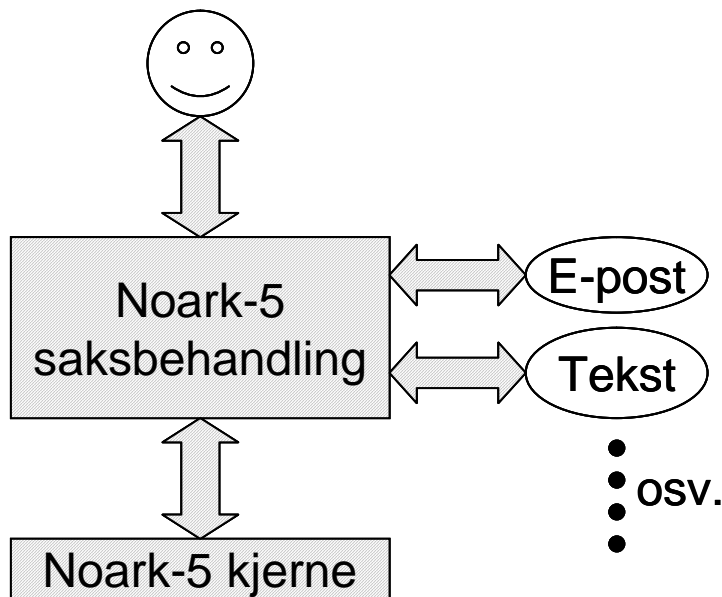 Noark-5
saksbehandling
E-post
Tekst
osv.
Noark-5 kjerne